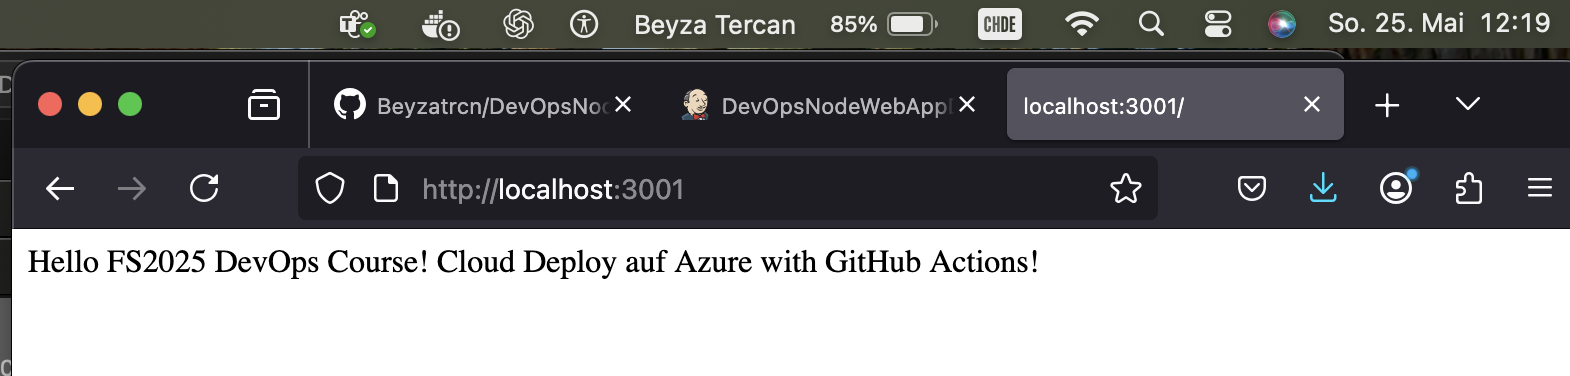 Beyza Tercan 85% CHDE So. 25. Mai 12:19
Beyzatrcn/DevOpsNod DevOpsNodeWebApp localhost:3001/
http://localhost:3001
Hello FS2025 DevOps Course! Cloud Deploy auf Azure with GitHub Actions!